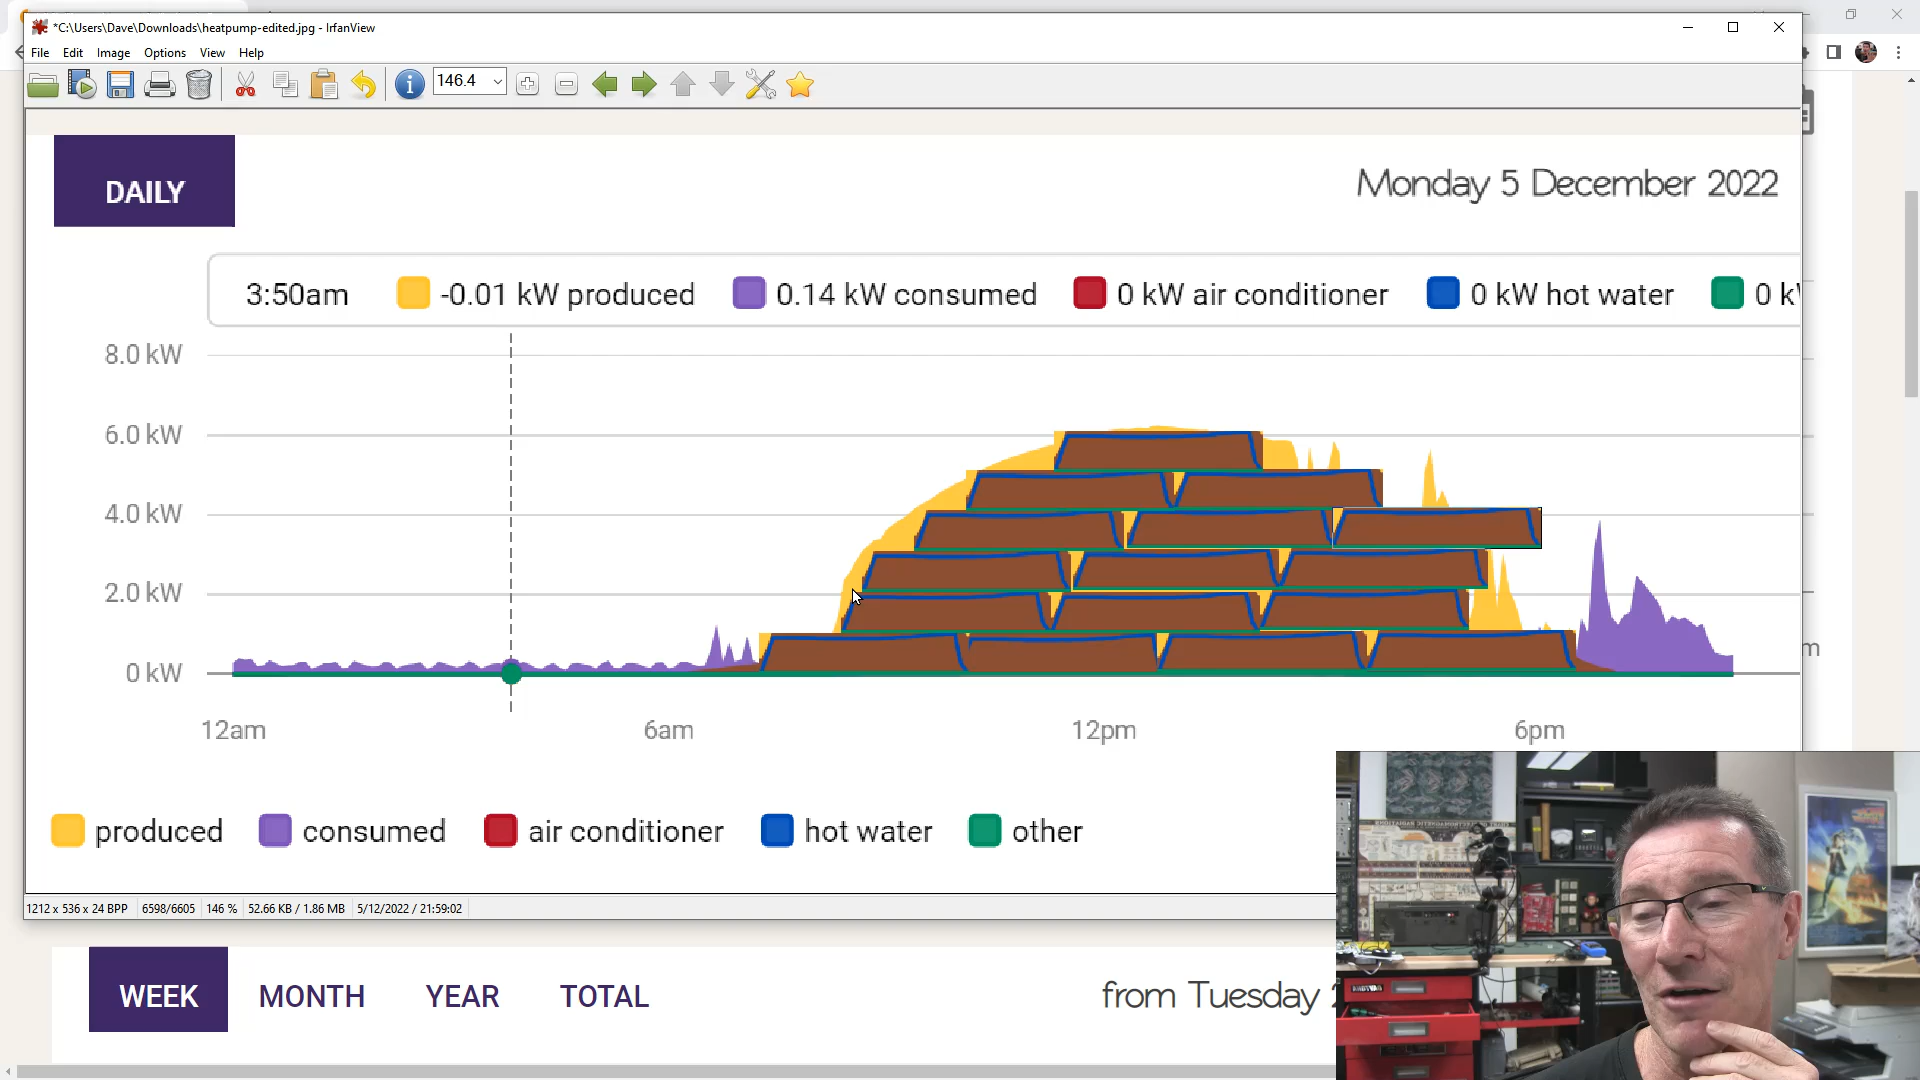 *C:\Users\Dave\Downloads\heatpump-edited.jpg - IrfanView
File Edit Image Options View Help
146.4
DAILY
Monday 5 December 2022
3:50am -0.01 kW produced 0.14 kW consumed 0 kW air conditioner 0 kW hot water 0 k
8.0 kW
6.0 kW
4.0 kW
2.0 kW
0 kW
12am 6am 12pm 6pm
m
produced consumed air conditioner hot water other
1212 x 536 x 24 BPP 6598/6605 146 % 52.66 KB / 1.86 MB 5/12/2022 / 21:59:02
WEEK MONTH YEAR TOTAL
from Tuesday